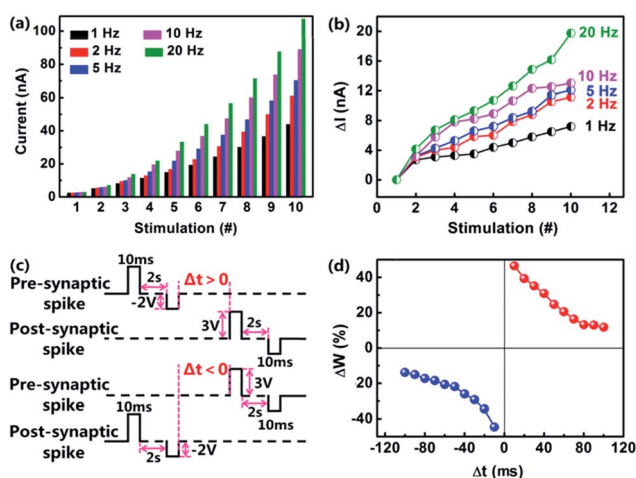 (a)
1 Hz
2 Hz
5 Hz
10 Hz
20 Hz
Current (nA)
100
80
60
40
20
0
1 2 3 4 5 6 7 8 9 10
Stimulation (#)
(b)
ΔI (nA)
20
16
12
8
4
0
20 Hz
10 Hz
5 Hz
2 Hz
1 Hz
0 2 4 6 8 10 12
Stimulation (#)
(c)
10ms
2s
Δt > 0
Pre-synaptic
spike
-2V
Post-synaptic
spike
3V
2s
10ms
Δt < 0
Pre-synaptic
spike
3V
2s
10ms
10ms
Post-synaptic
spike
2s
-2V
(d)
ΔW (%)
40
20
0
-20
-40
-120 -80 -40 0 40 80 120
Δt (ms)